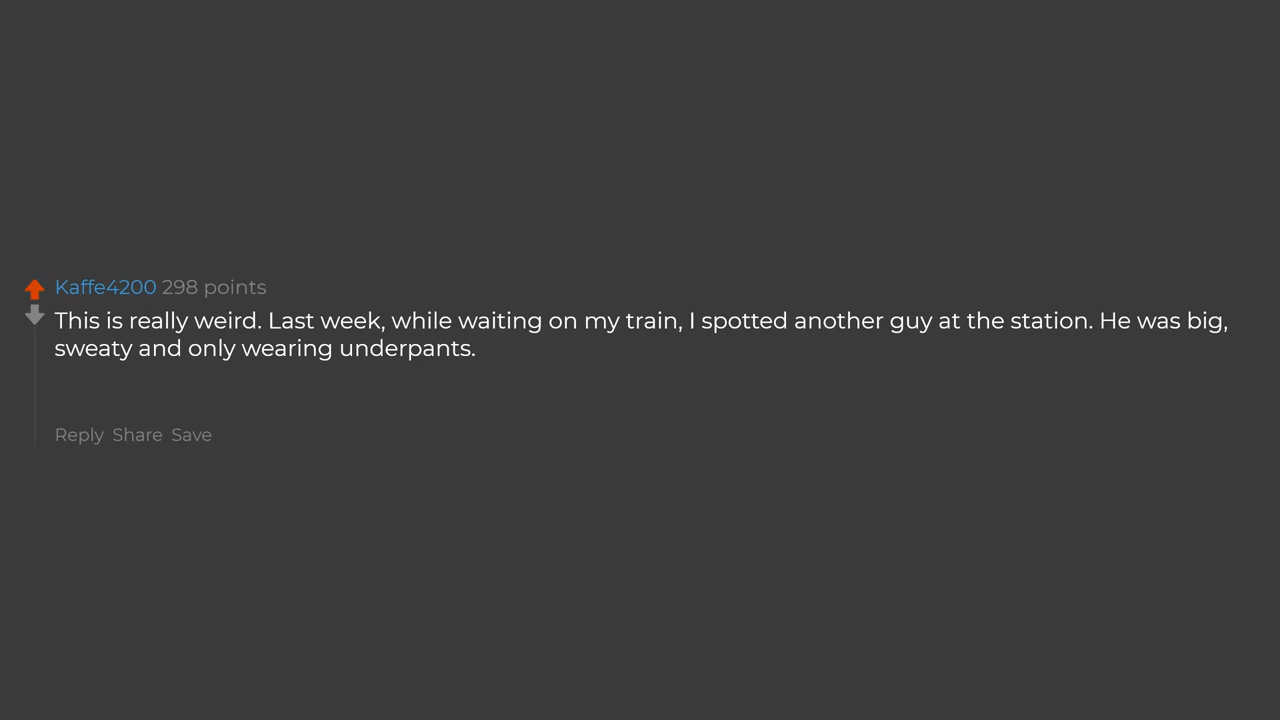 Kaffe4200 298 points
This is really weird. Last week, while waiting on my train, I spotted another guy at the station. He was big,
sweaty and only wearing underpants.
Reply Share Save